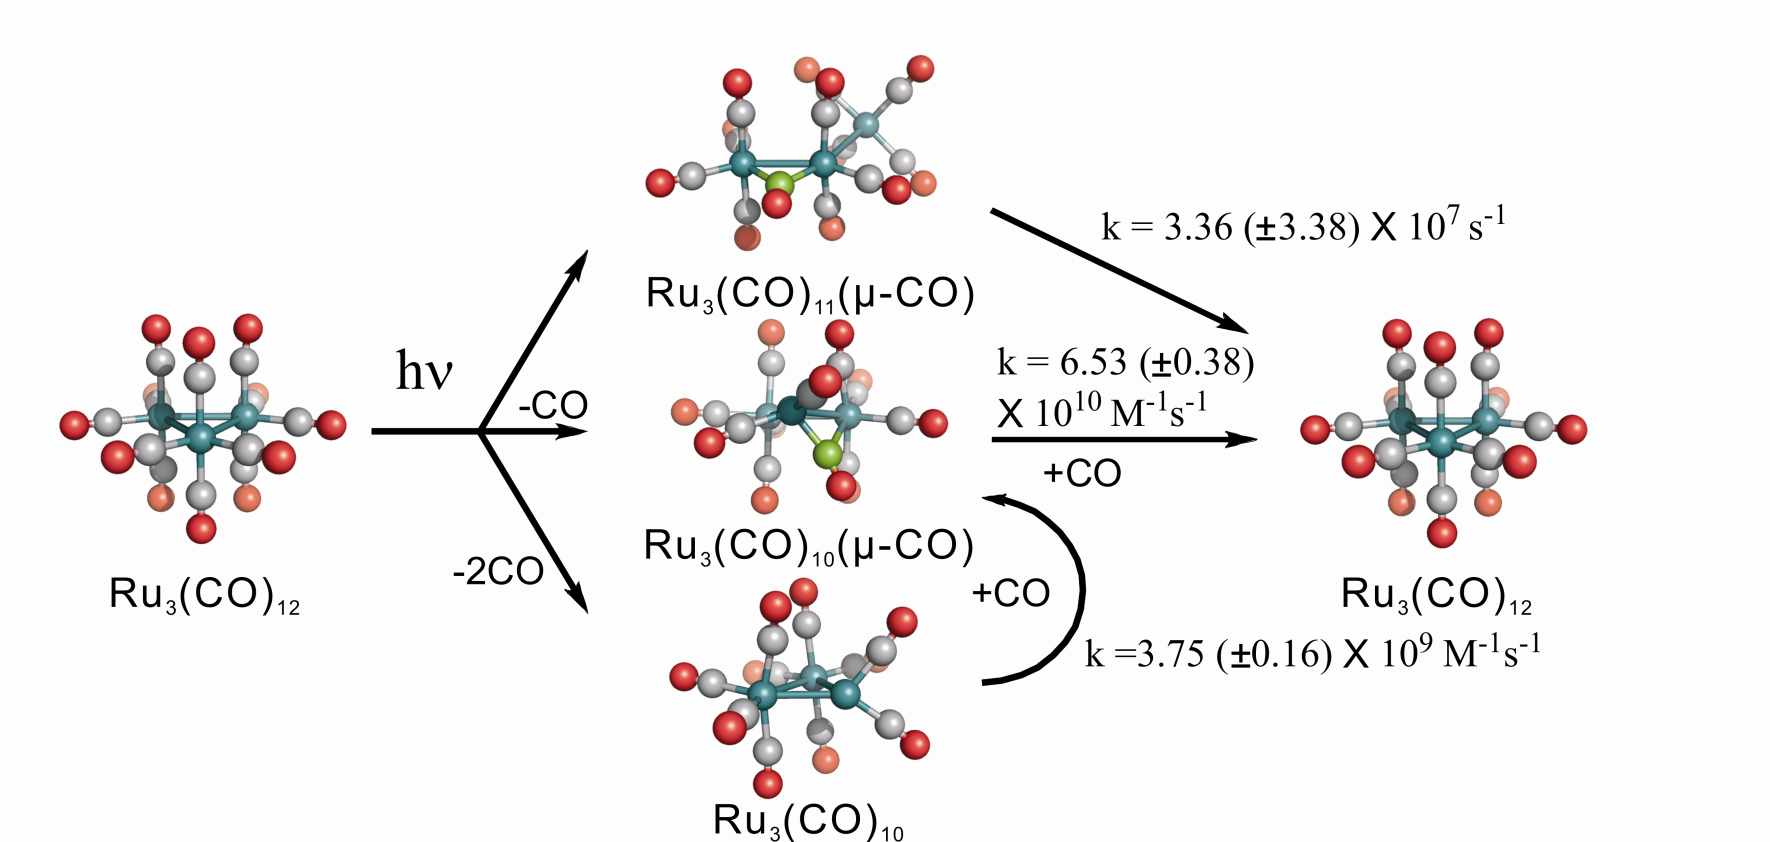 Ru₃(CO)₁₂
hν
-CO
-2CO
Ru₃(CO)₁₁(μ-CO)
Ru₃(CO)₁₀(μ-CO)
Ru₃(CO)₁₀
k = 3.36 (±3.38) X 10⁷ s⁻¹
k = 6.53 (±0.38)
X 10¹⁰ M⁻¹s⁻¹
+CO
+CO
k =3.75 (±0.16) X 10⁹ M⁻¹s⁻¹
Ru₃(CO)₁₂